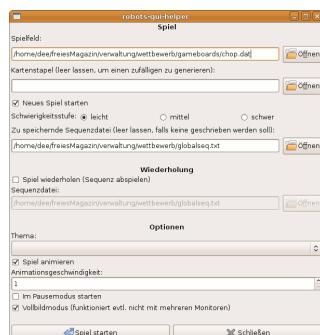 robots-gui-helper
Spiel
Spielfeld:
/home/dee/freiesMagazin/verwaltung/wettbewerb/gameboards/chop.dat
Öffnen
Kartenstapel (leer lassen, um einen zufälligen zu generieren):
Öffnen
Neues Spiel starten
Schwierigkeitsstufe: leicht mittel schwer
Zu speichernde Sequenzdatei (leer lassen, falls keine geschrieben werden soll):
/home/dee/freiesMagazin/verwaltung/wettbewerb/globalseq.txt
Öffnen
Wiederholung
Spiel wiederholen (Sequenz abspielen)
Sequenzdatei:
/home/dee/freiesMagazin/verwaltung/wettbewerb/globalseq.txt
Öffnen
Optionen
Thema:
Spiel animieren
Animationsgeschwindigkeit:
1
Im Pausemodus starten
Vollbildmodus (funktioniert evtl. nicht mit mehreren Monitoren)
Spiel starten
Schließen